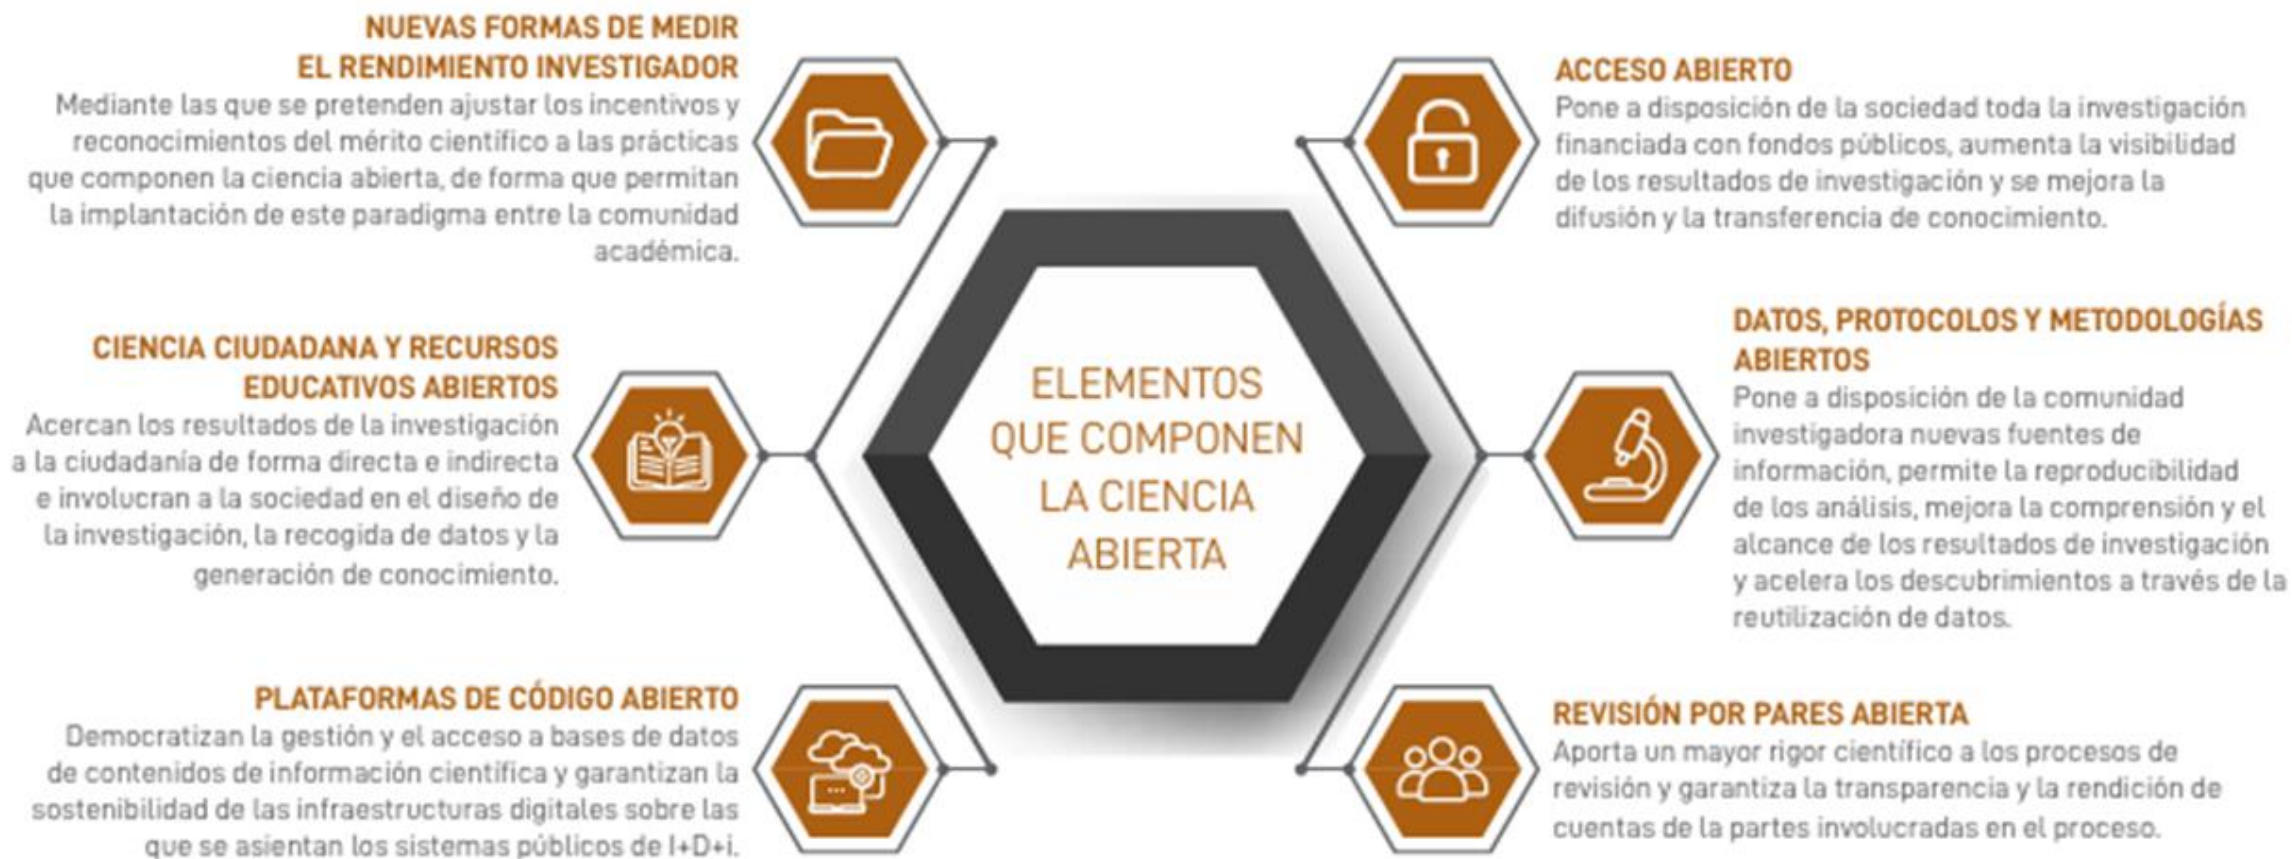 NUEVAS FORMAS DE MEDIR
EL RENDIMIENTO INVESTIGADOR
Mediante las que se pretenden ajustar los incentivos y
reconocimientos del mérito científico a las prácticas
que componen la ciencia abierta, de forma que permitan
la implantación de este paradigma entre la comunidad
académica.
CIENCIA CIUDADANA Y RECURSOS
EDUCATIVOS ABIERTOS
Acercan los resultados de la investigación
a la ciudadanía de forma directa e indirecta
e involucran a la sociedad en el diseño de
la investigación, la recogida de datos y la
generación de conocimiento.
PLATAFORMAS DE CÓDIGO ABIERTO
Democratizan la gestión y el acceso a bases de datos
de contenidos de información científica y garantizan la
sostenibilidad de las infraestructuras digitales sobre las
que se asientan los sistemas públicos de I+D+i.
ELEMENTOS
QUE COMPONEN
LA CIENCIA
ABIERTA
ACCESO ABIERTO
Pone a disposición de la sociedad toda la investigación
financiada con fondos públicos, aumenta la visibilidad
de los resultados de investigación y se mejora la
difusión y la transferencia de conocimiento.
DATOS, PROTOCOLOS Y METODOLOGÍAS
ABIERTOS
Pone a disposición de la comunidad
investigadora nuevas fuentes de
información, permite la reproducibilidad
de los análisis, mejora la comprensión y el
alcance de los resultados de investigación
y acelera los descubrimientos a través de la
reutilización de datos.
REVISIÓN POR PARES ABIERTA
Aporta un mayor rigor científico a los procesos de
revisión y garantiza la transparencia y la rendición de
cuentas de la partes involucradas en el proceso.